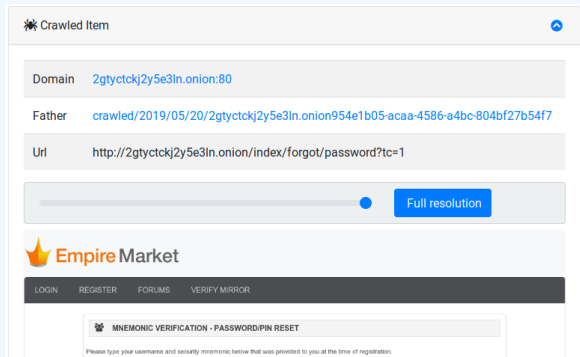 Crawled Item
Domain 2gtyctckj2y5e3ln.onion:80
Father crawled/2019/05/20/2gtyctckj2y5e3ln.onion954e1b05-acaa-4586-a4bc-804bf27b54f7
Url http://2gtyctckj2y5e3ln.onion/index/forgot/password?tc=1
Full resolution
Empire Market
LOGIN REGISTER FORUMS VERIFY MIRROR
MNEMONIC VERIFICATION - PASSWORD/PIN RESET
Please type your username and security mnemonic below that was provided to you at the time of registration.